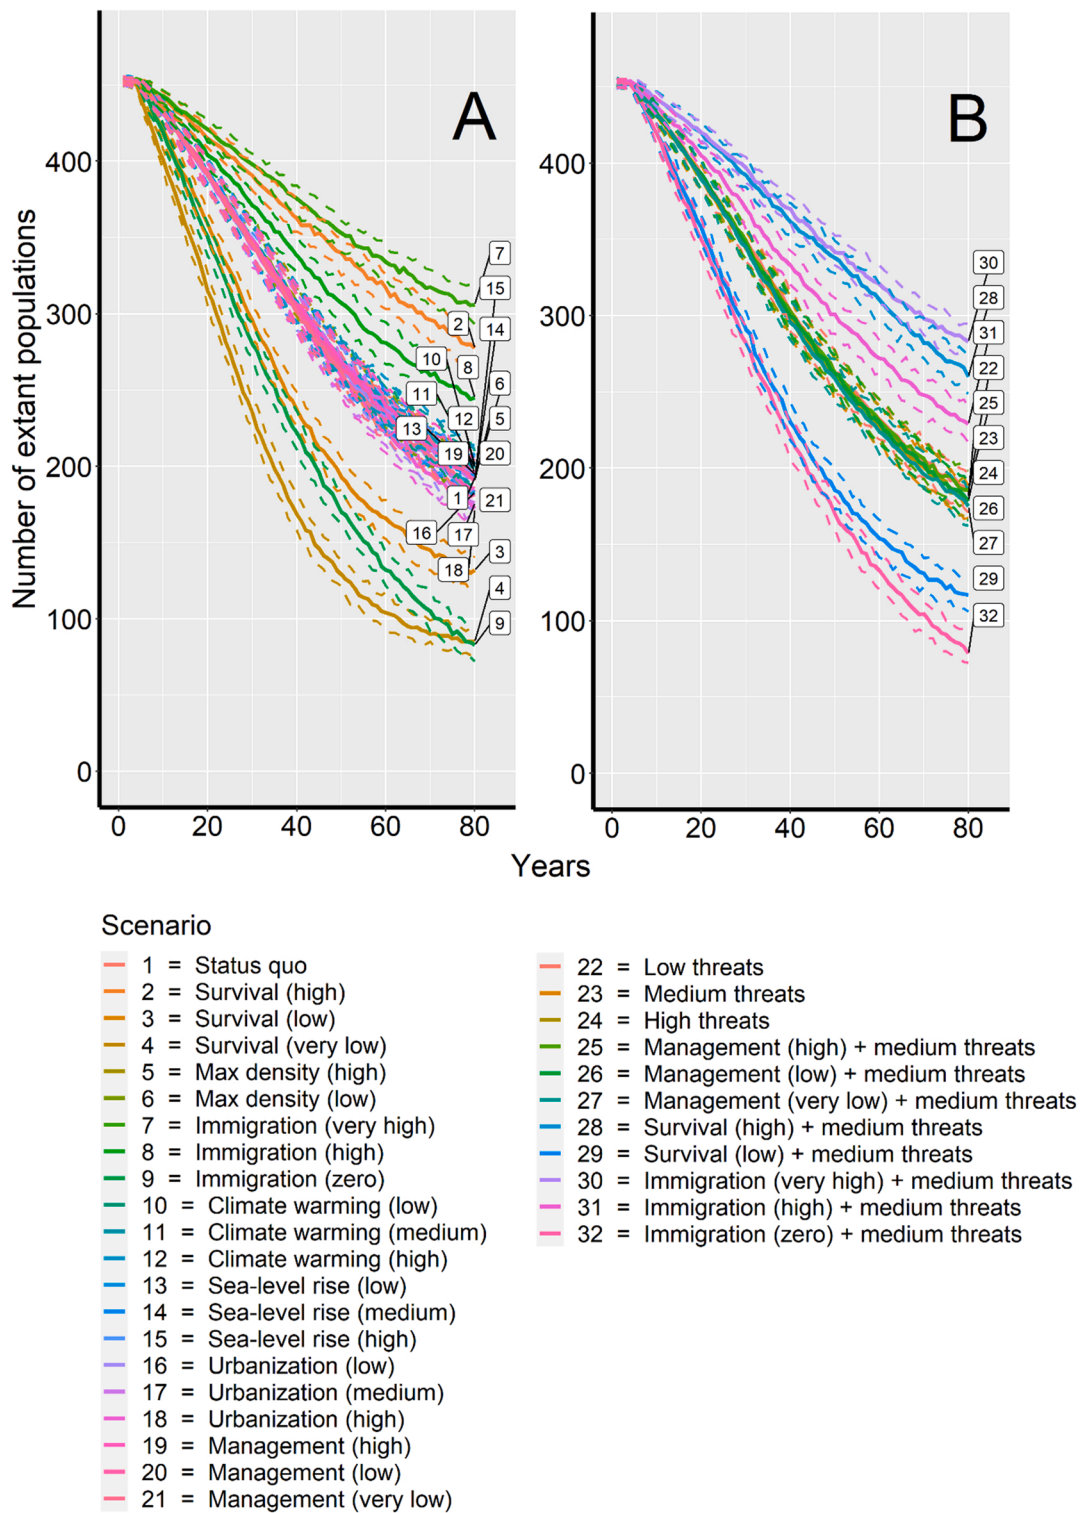 A
B
Number of extant populations
400
300
200
100
0
0 20 40 60 80
7
15
2
14
10
8
6
11
12
5
13
19
20
1
21
16
17
3
18
4
9
400
300
200
100
0
0 20 40 60 80
30
28
31
22
25
23
24
26
27
29
32
Years
Scenario
1 = Status quo
2 = Survival (high)
3 = Survival (low)
4 = Survival (very low)
5 = Max density (high)
6 = Max density (low)
7 = Immigration (very high)
8 = Immigration (high)
9 = Immigration (zero)
10 = Climate warming (low)
11 = Climate warming (medium)
12 = Climate warming (high)
13 = Sea-level rise (low)
14 = Sea-level rise (medium)
15 = Sea-level rise (high)
16 = Urbanization (low)
17 = Urbanization (medium)
18 = Urbanization (high)
19 = Management (high)
20 = Management (low)
21 = Management (very low)
22 = Low threats
23 = Medium threats
24 = High threats
25 = Management (high) + medium threats
26 = Management (low) + medium threats
27 = Management (very low) + medium threats
28 = Survival (high) + medium threats
29 = Survival (low) + medium threats
30 = Immigration (very high) + medium threats
31 = Immigration (high) + medium threats
32 = Immigration (zero) + medium threats